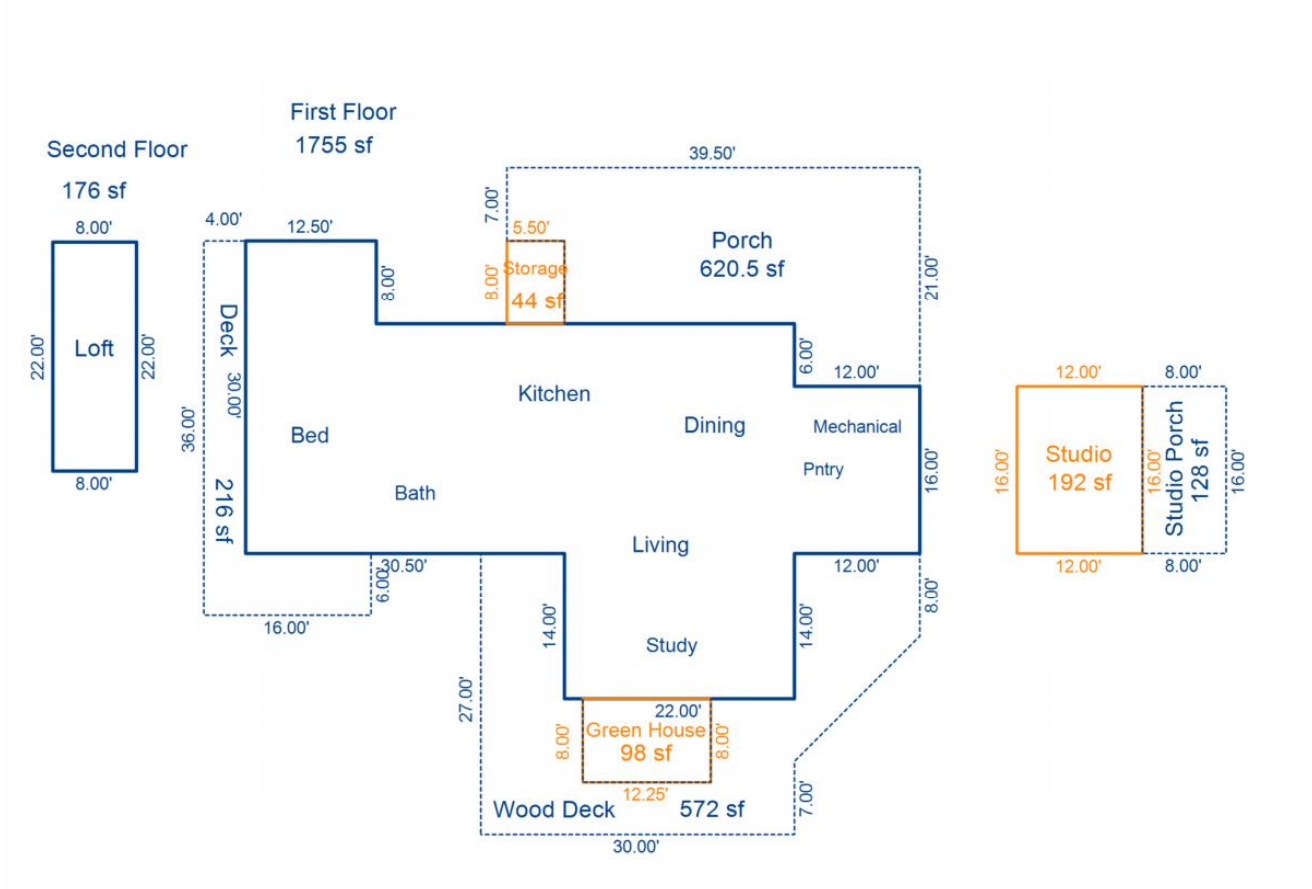 First Floor
1755 sf
Second Floor
176 sf
8.00'
22.00'
Loft
22.00'
8.00'
4.00'
12.50'
8.00'
Deck
30.00'
36.00'
216 sf
16.00'
6.00'
30.50'
Bed
Bath
Kitchen
Dining
Living
Study
Mechanical
Pntry
39.50'
7.00'
5.50'
Storage
8.00'
44 sf
Porch
620.5 sf
21.00'
6.00'
12.00'
16.00'
12.00'
8.00'
14.00'
14.00'
27.00'
22.00'
Green House
98 sf
8.00'
8.00'
12.25'
Wood Deck
572 sf
7.00'
30.00'
12.00'
8.00'
16.00'
Studio
192 sf
16.00'
Studio Porch
128 sf
16.00'
12.00'
8.00'